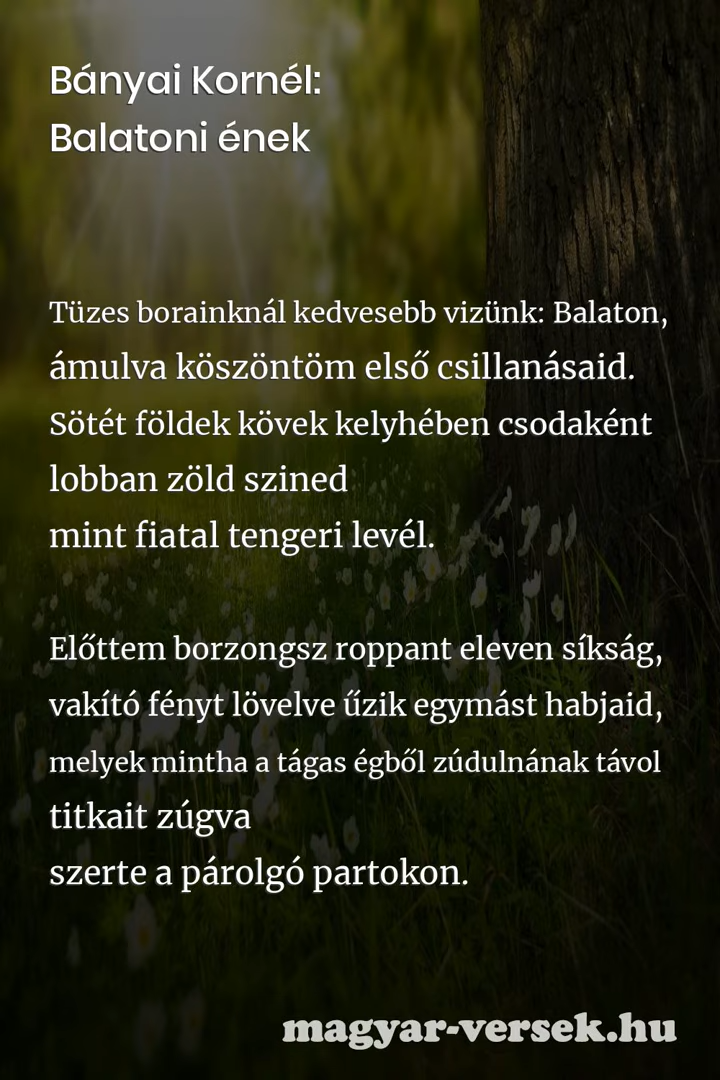 Bányai Kornél:
Balatoni ének
Tüzes borainknál kedvesebb vizünk: Balaton,
ámulva köszöntöm első csillanásaid.
Sötét földek kövek kelyhében csodaként
lobban zöld szined
mint fiatal tengeri levél.
Előttem borzongsz roppant eleven síkság,
vakító fényt lövelve űzik egymást habjaid,
melyek mintha a tágas égből zúdulnának távol
titkait zúgva
szerte a párolgó partokon.
magyar-versek.hu